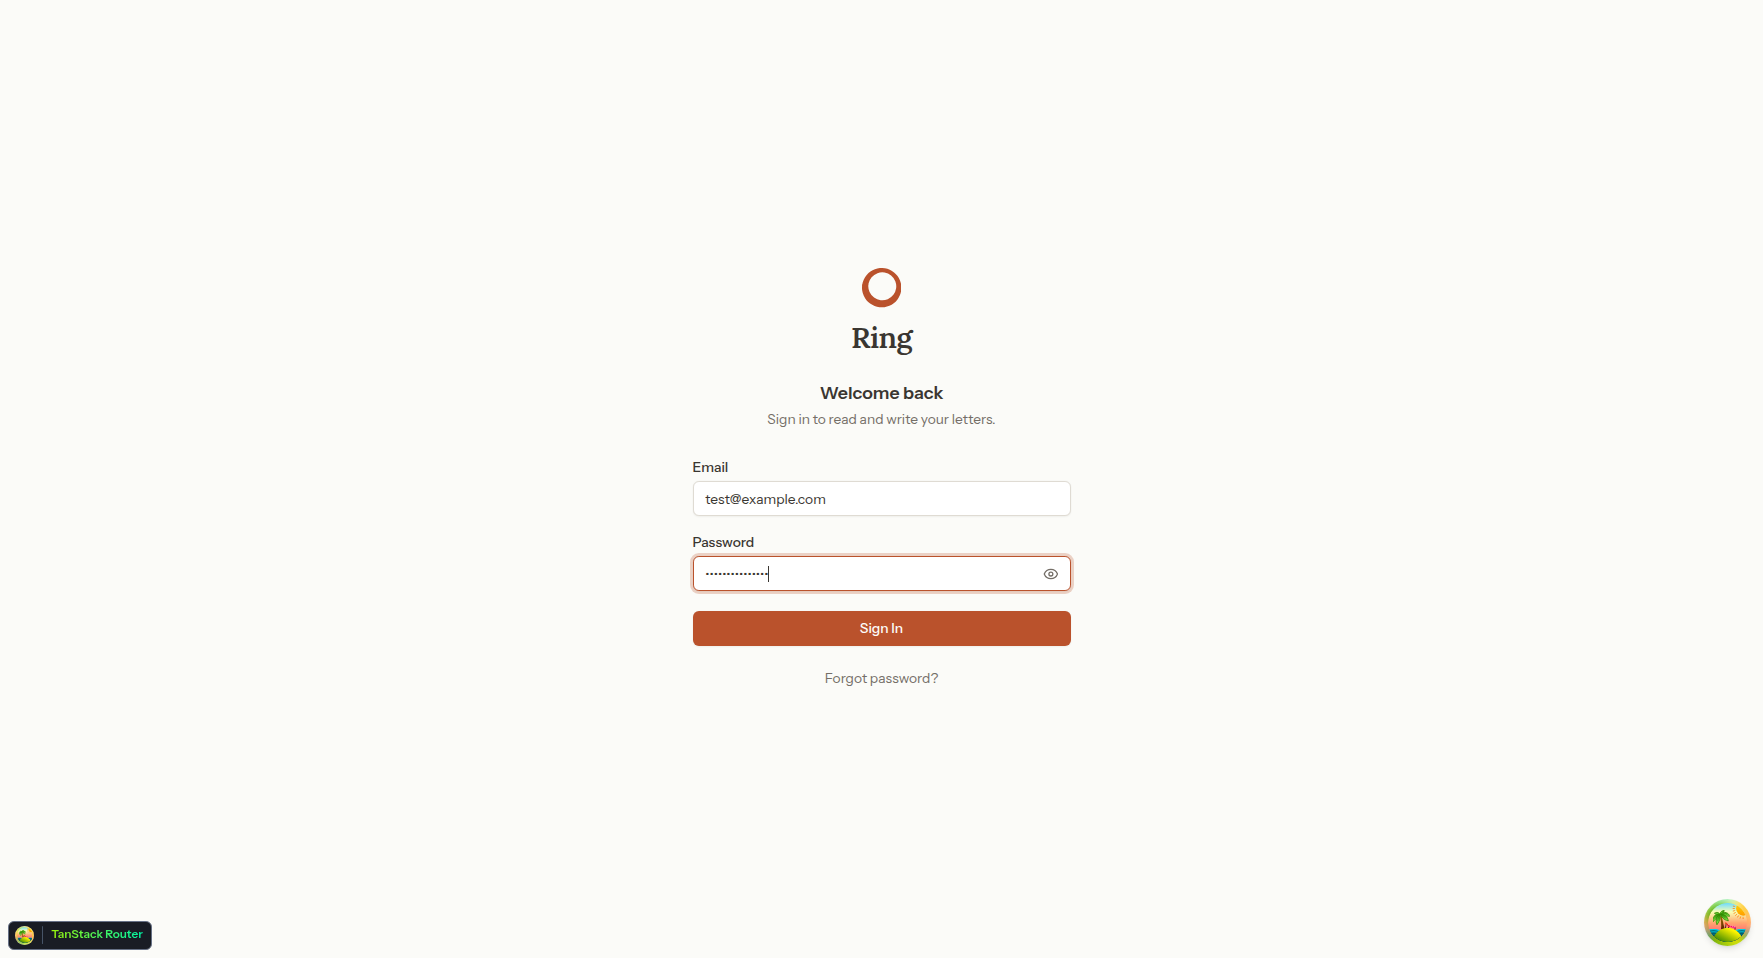 Ring
Welcome back
Sign in to read and write your letters.
Email
test@example.com
Password
•••••••••••••••
Sign In
Forgot password?
TanStack Router